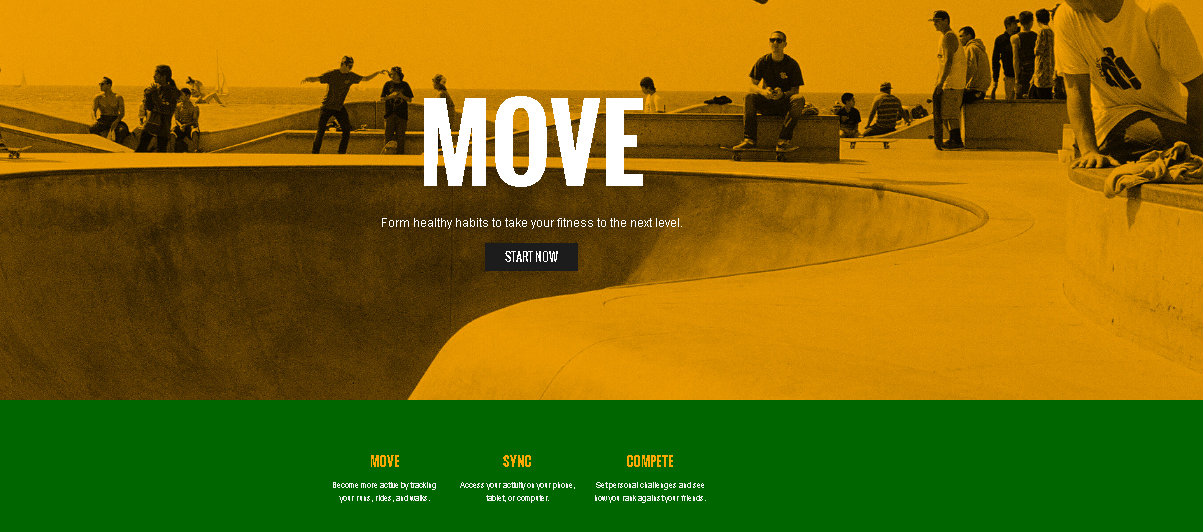 MOVE
Form healthy habits to take your fitness to the next level.
START NOW
MOVE
Become more active by tracking
your runs, rides, and walks.
SYNC
Access your activity on your phone,
tablet, or computer.
COMPETE
Set personal challenges and see
how you rank against your friends.